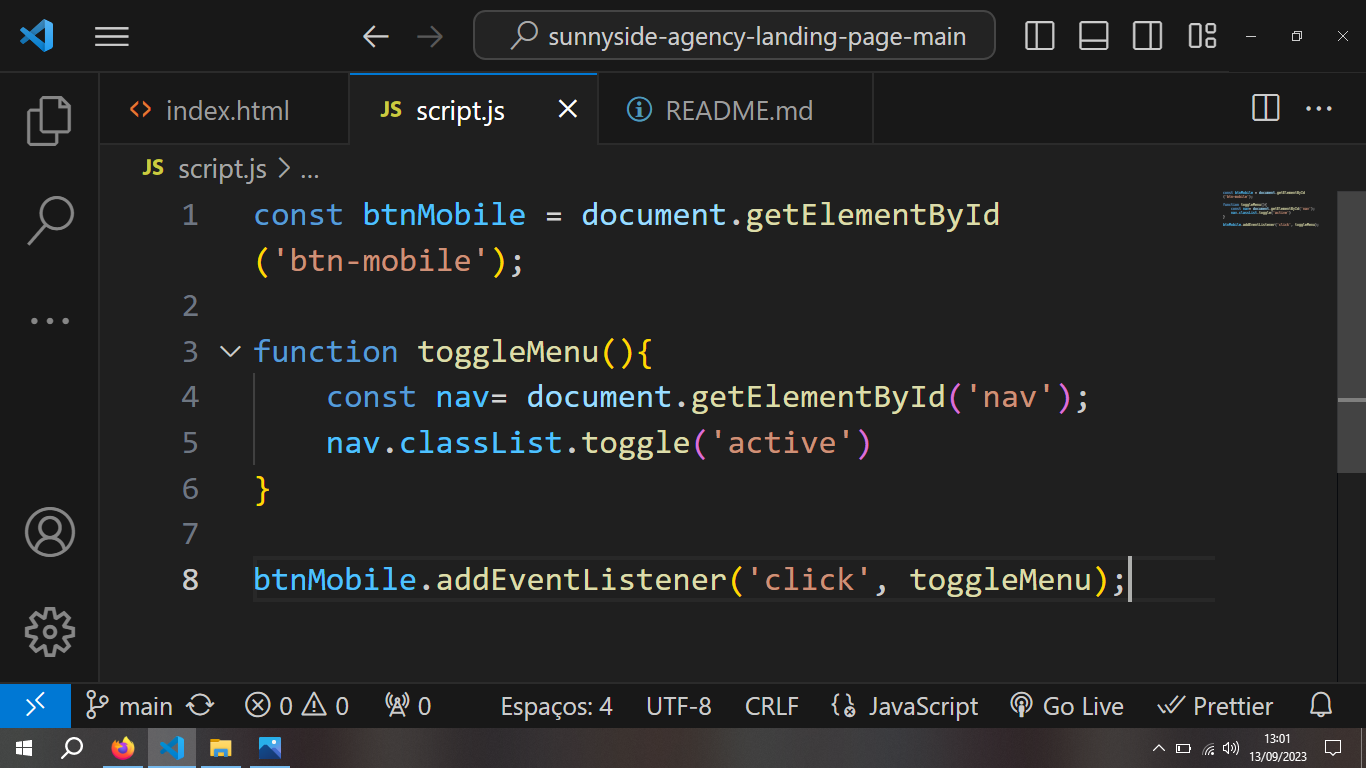 sunnyside-agency-landing-page-main
index.html
JS script.js
README.md
JS script.js > ...
1 const btnMobile = document.getElementById
('btn-mobile');
2
3 function toggleMenu(){
4 const nav= document.getElementById('nav');
5 nav.classList.toggle('active')
6 }
7
8 btnMobile.addEventListener('click', toggleMenu);
main 0 0 0 Espaços: 4 UTF-8 CRLF JavaScript Go Live Prettier
13:01
13/09/2023